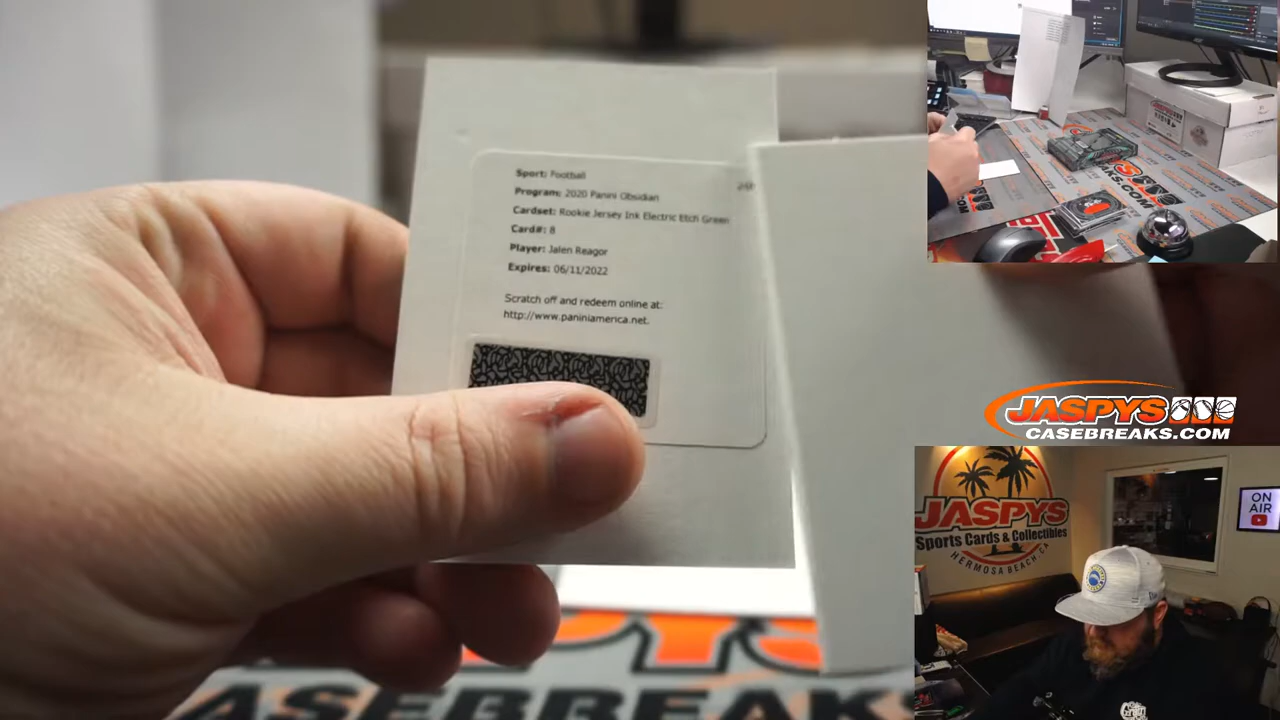 Sport: Football
Program: 2020 Panini Obsidian
Cardset: Rookie Jersey Ink Electric Etch Green
Card#: 8
Player: Jalen Reagor
Expires: 06/11/2022
Scratch off and redeem online at:
http://www.paniniamerica.net.
JASPYS
CASEBREAKS.COM
JASPYS
Sports Cards & Collectibles
HERMOSA BEACH, CA
ON
AIR
CASEBREAKS